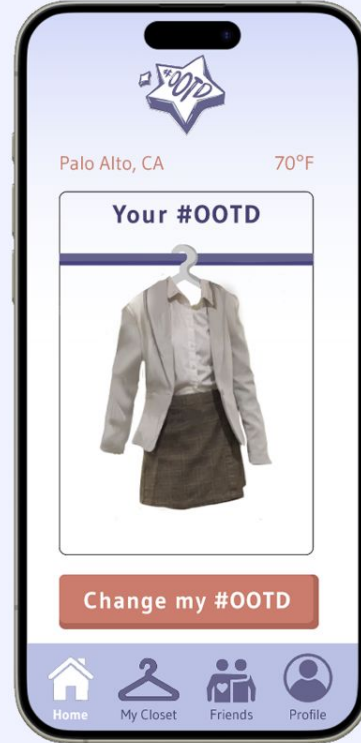 #OOTD
Palo Alto, CA 70°F
Your #OOTD
Change my #OOTD
Home My Closet Friends Profile